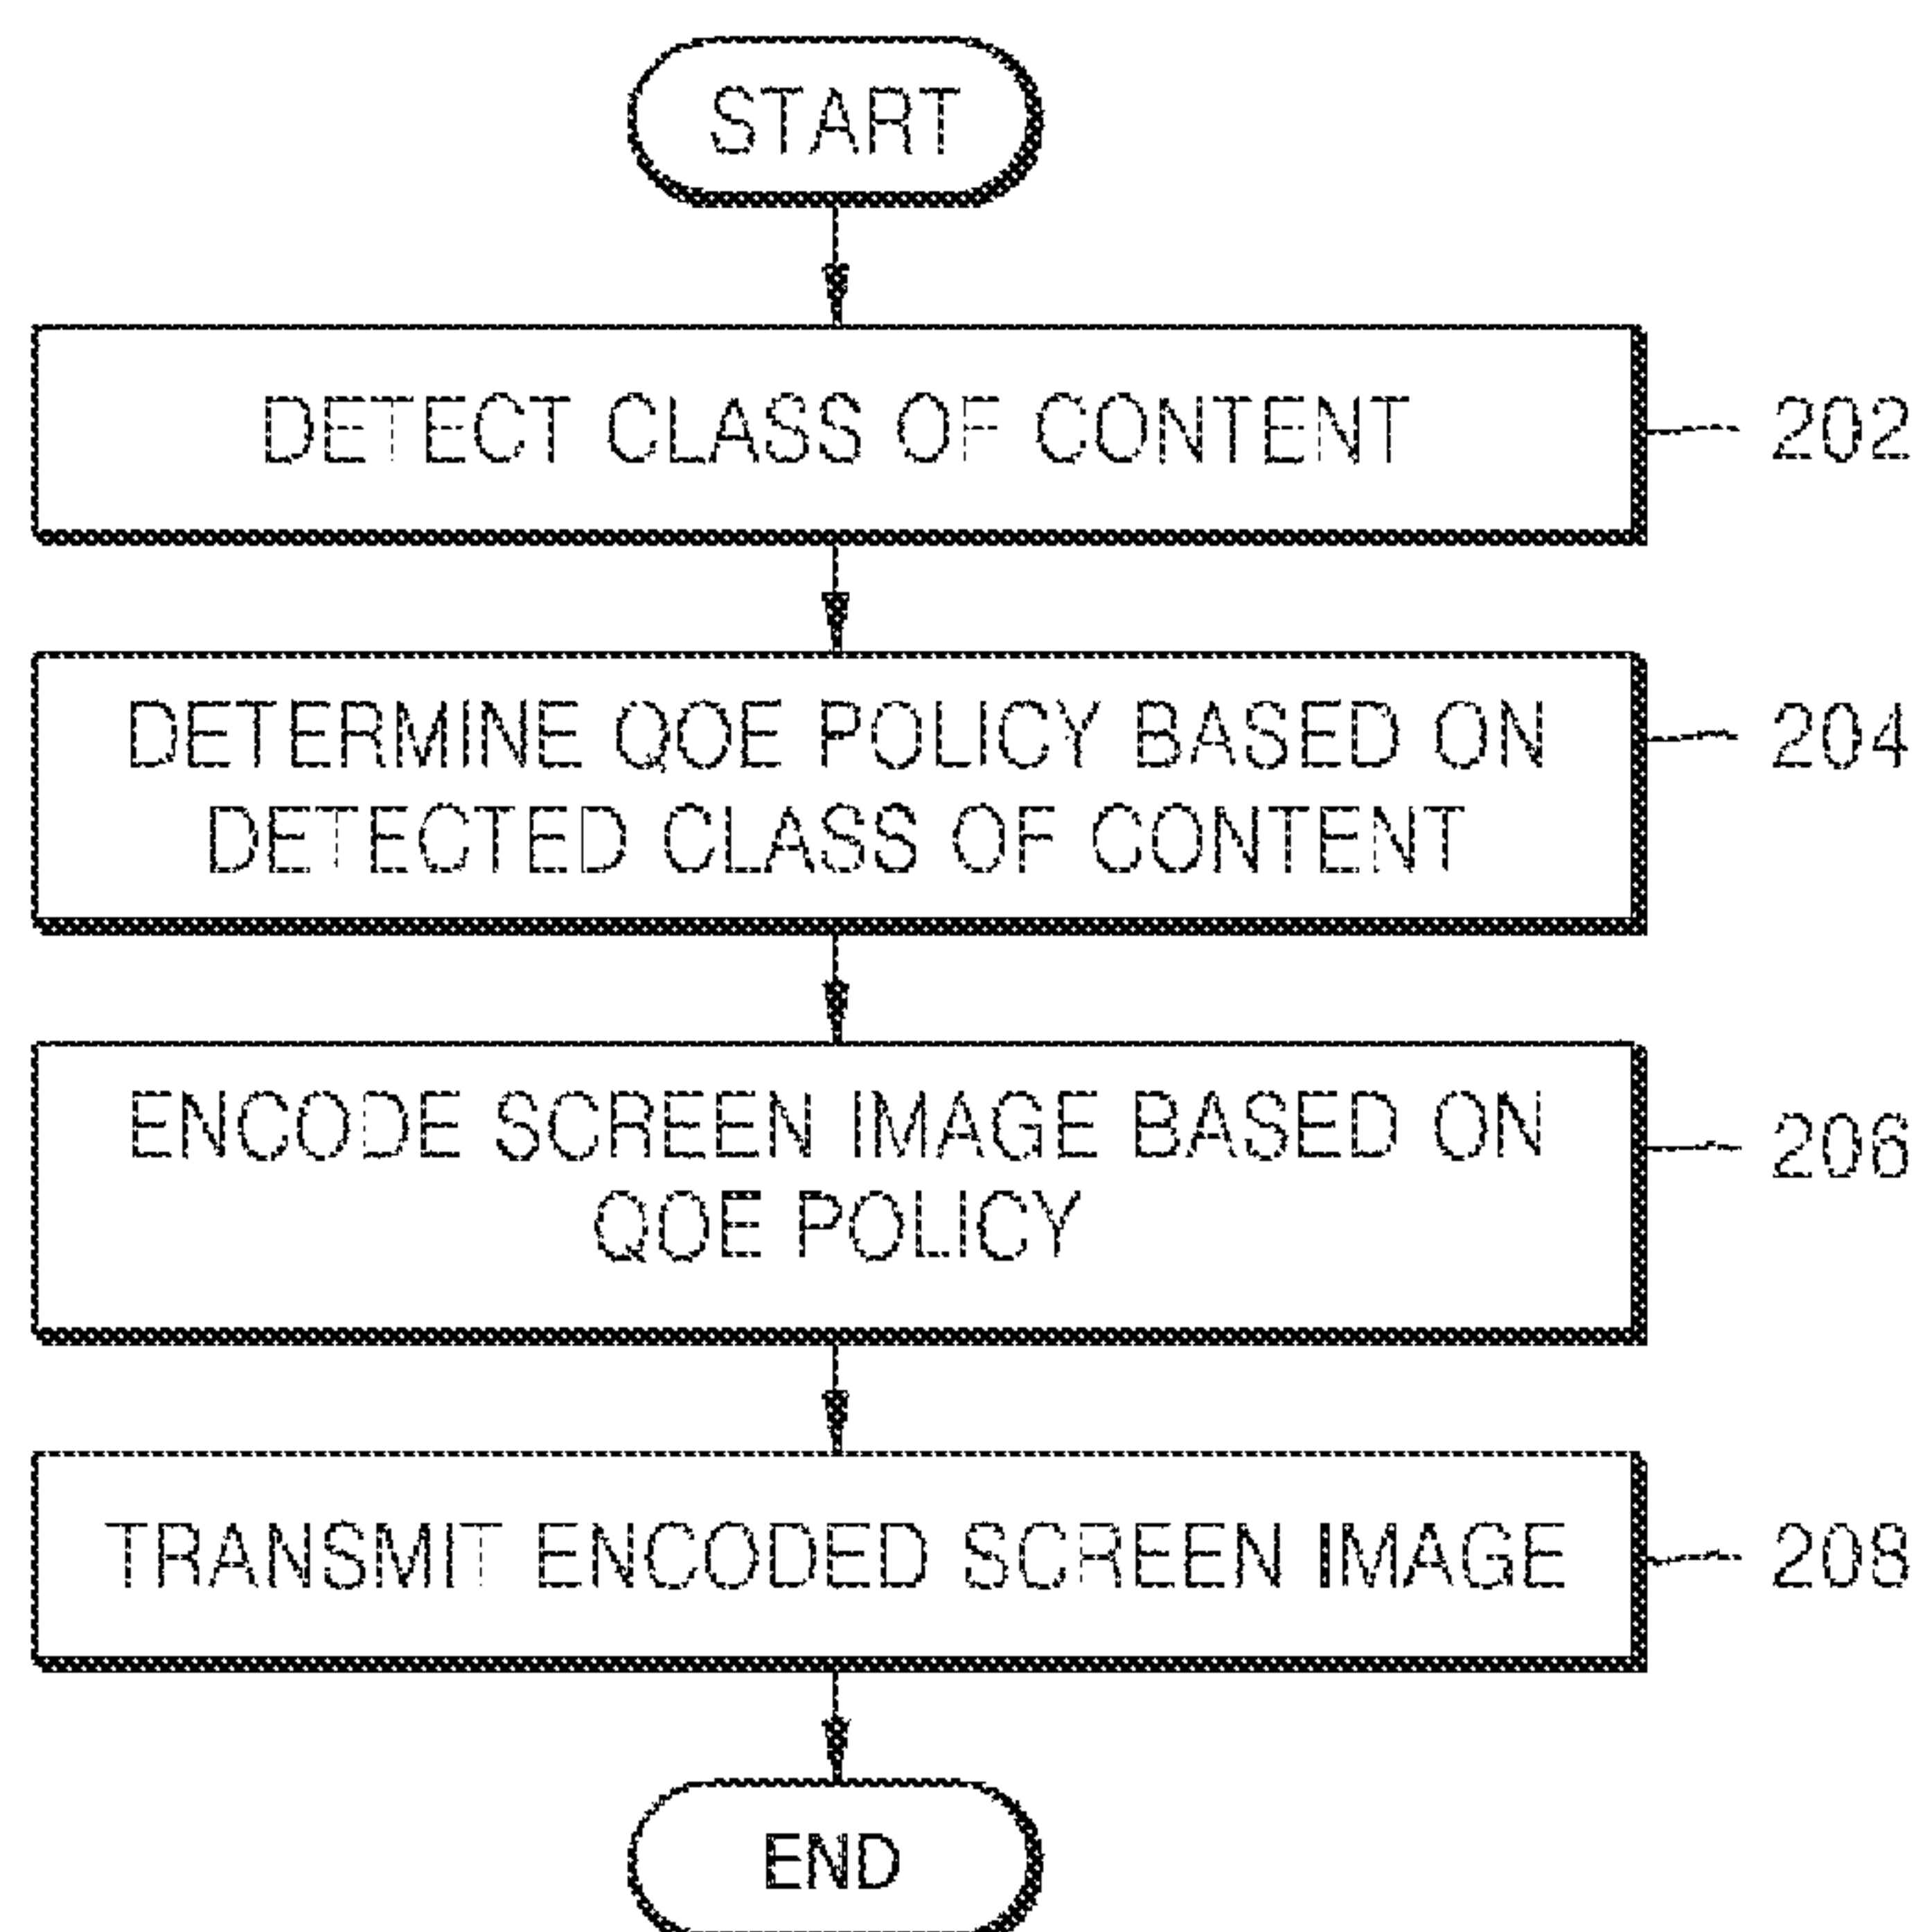 START
DETECT CLASS OF CONTENT
202
DETERMINE QOE POLICY BASED ON
DETECTED CLASS OF CONTENT
204
ENCODE SCREEN IMAGE BASED ON
QOE POLICY
206
TRANSMIT ENCODED SCREEN IMAGE
208
END